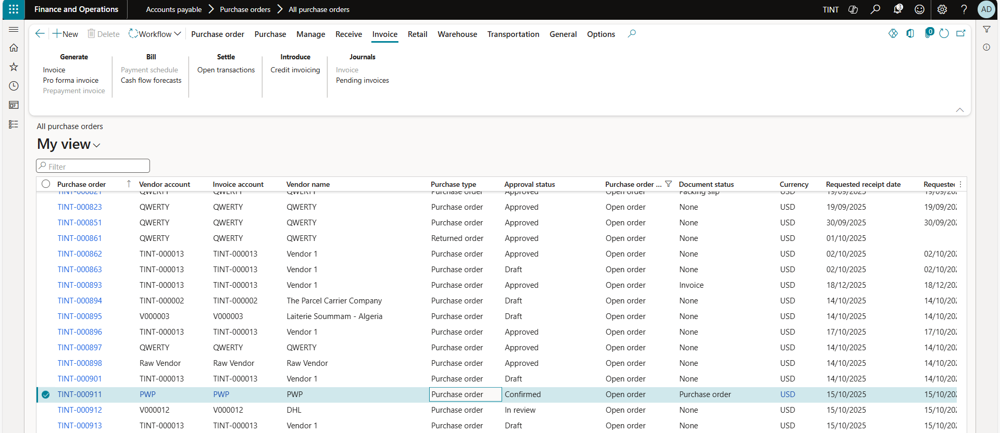 Finance and Operations Accounts payable Purchase orders All purchase orders TINT 3 ? AD
New Delete Workflow Purchase order Purchase Manage Receive Invoice Retail Warehouse Transportation General Options 0
Generate Bill Settle Introduce Journals
Invoice Payment schedule Open transactions Credit invoicing Invoice
Pro forma invoice Cash flow forecasts Pending invoices
Prepayment invoice
All purchase orders
My view
Filter
Purchase order Vendor account Invoice account Vendor name Purchase type Approval status Purchase order ... Document status Currency Requested receipt date Requested
TINT-000821 QWERTY QWERTY QWERTY Purchase order Approved Open order Packing slip USD 19/09/2025 19/09/202
TINT-000823 QWERTY QWERTY QWERTY Purchase order Approved Open order None USD 19/09/2025 19/09/202
TINT-000851 QWERTY QWERTY QWERTY Purchase order Approved Open order None USD 30/09/2025 30/09/202
TINT-000861 QWERTY QWERTY QWERTY Returned order Approved Open order None USD 01/10/2025
TINT-000862 TINT-000013 TINT-000013 Vendor 1 Purchase order Approved Open order None USD 02/10/2025 02/10/202
TINT-000863 TINT-000013 TINT-000013 Vendor 1 Purchase order Draft Open order None USD 02/10/2025 02/10/202
TINT-000893 TINT-000013 TINT-000013 Vendor 1 Purchase order Approved Open order Invoice USD 18/12/2025 18/12/202
TINT-000894 TINT-000002 TINT-000002 The Parcel Carrier Company Purchase order Draft Open order None USD 14/10/2025 14/10/202
TINT-000895 V000003 V000003 Laiterie Soummam - Algeria Purchase order Draft Open order None USD 14/10/2025 14/10/202
TINT-000896 TINT-000013 TINT-000013 Vendor 1 Purchase order Approved Open order None USD 17/10/2025 17/10/202
TINT-000897 QWERTY QWERTY QWERTY Purchase order Approved Open order None USD 14/10/2025 14/10/202
TINT-000898 Raw Vendor Raw Vendor Raw Vendor Purchase order Approved Open order None USD 14/10/2025 14/10/202
TINT-000901 TINT-000013 TINT-000013 Vendor 1 Purchase order Draft Open order None USD 14/10/2025 14/10/202
TINT-000911 PWP PWP PWP Purchase order Confirmed Open order Purchase order USD 15/10/2025 15/10/202
TINT-000912 V000012 V000012 DHL Purchase order In review Open order None USD 15/10/2025 15/10/202
TINT-000913 TINT-000013 TINT-000013 Vendor 1 Purchase order Draft Open order None USD 15/10/2025 15/10/202